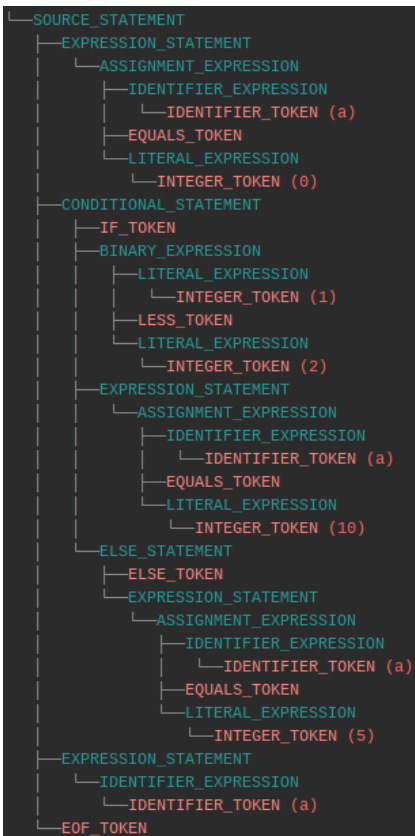 SOURCE_STATEMENT
EXPRESSION_STATEMENT
ASSIGNMENT_EXPRESSION
IDENTIFIER_EXPRESSION
IDENTIFIER_TOKEN (a)
EQUALS_TOKEN
LITERAL_EXPRESSION
INTEGER_TOKEN (0)
CONDITIONAL_STATEMENT
IF_TOKEN
BINARY_EXPRESSION
LITERAL_EXPRESSION
INTEGER_TOKEN (1)
LESS_TOKEN
LITERAL_EXPRESSION
INTEGER_TOKEN (2)
EXPRESSION_STATEMENT
ASSIGNMENT_EXPRESSION
IDENTIFIER_EXPRESSION
IDENTIFIER_TOKEN (a)
EQUALS_TOKEN
LITERAL_EXPRESSION
INTEGER_TOKEN (10)
ELSE_STATEMENT
ELSE_TOKEN
EXPRESSION_STATEMENT
ASSIGNMENT_EXPRESSION
IDENTIFIER_EXPRESSION
IDENTIFIER_TOKEN (a)
EQUALS_TOKEN
LITERAL_EXPRESSION
INTEGER_TOKEN (5)
EXPRESSION_STATEMENT
IDENTIFIER_EXPRESSION
IDENTIFIER_TOKEN (a)
EOF_TOKEN